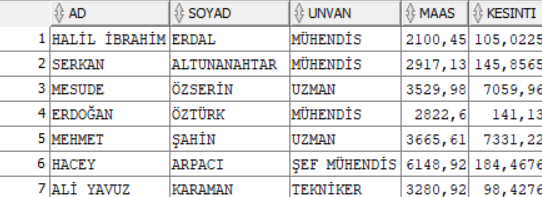 AD SOYAD UNVAN MAAS KESINTI
1 HALİL İBRAHİM ERDAL MÜHENDİS 2100,45 105,0225
2 SERKAN ALTUNANAHTAR MÜHENDİS 2917,13 145,8565
3 MESUDE ÖZSERİN UZMAN 3529,98 7059,96
4 ERDOĞAN ÖZTÜRK MÜHENDİS 2822,6 141,13
5 MEHMET ŞAHİN UZMAN 3665,61 7331,22
6 HACEY ARPACI ŞEF MÜHENDİS 6148,92 184,4676
7 ALİ YAVUZ KARAMAN TEKNİKER 3280,92 98,4276